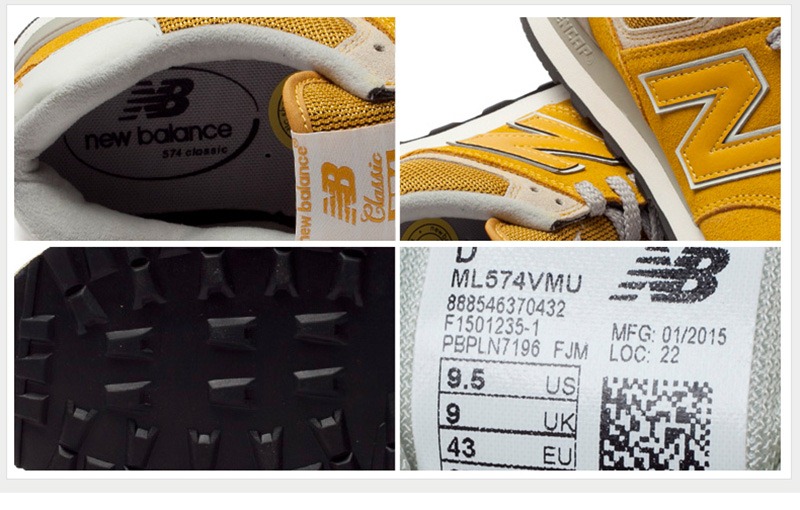 new balance
574 classic
new balance
Classic
N
N
D
ML574VMU
888546370432
F1501235-1
PBPLN7196 FJM
MFG: 01/2015
LOC: 22
9.5 US
9 UK
43 EU